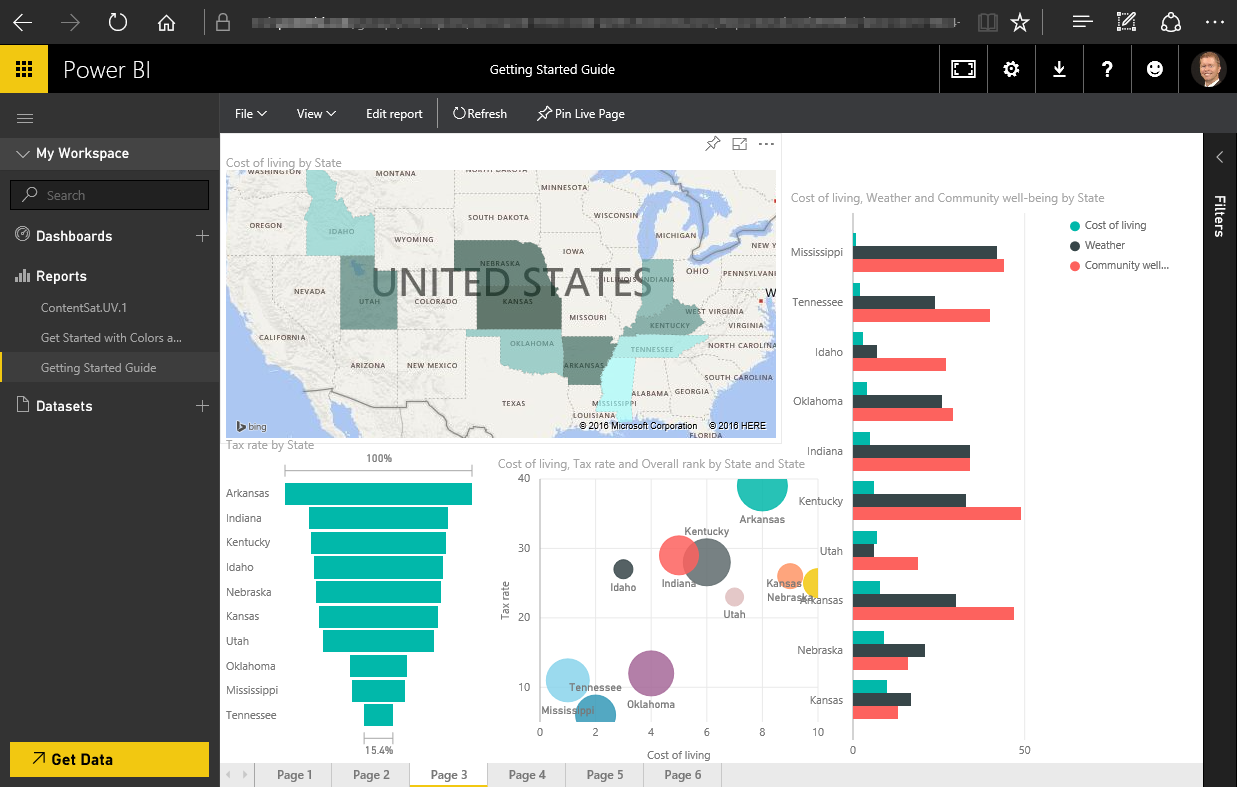 Power BI
Getting Started Guide
File
View
Edit report
Refresh
Pin Live Page
My Workspace
Search
Dashboards
Reports
ContentSat.UV.1
Get Started with Colors a...
Getting Started Guide
Datasets
Get Data
Cost of living by State
WASHINGTON
MONTANA
NORTH DAKOTA
MINNESOTA
OREGON
IDAHO
WYOMING
SOUTH DAKOTA
WISCONSIN
MICHIGAN
NEW Y
IOWA
NEBRASKA
UNITED STATES
ILLINOIS
INDIANA
OHIO
PENNSYLVANI
NEVADA
UTAH
COLORADO
KANSAS
MISSOURI
W
WEST VIRGINIA
KENTUCKY
VIRGINIA
CALIFORNIA
OKLAHOMA
TENNESSEE
NORTH CAROLINA
ARIZONA
NEW MEXICO
ARKANSAS
SOUTH CAROLINA
TEXAS
MISSISSIPPI
ALABAMA
GEORGIA
LOUISIANA
bing
© 2016 Microsoft Corporation
© 2016 HERE
FLORIDA
Tax rate by State
100%
Arkansas
Indiana
Kentucky
Idaho
Nebraska
Kansas
Utah
Oklahoma
Mississippi
Tennessee
15.4%
Cost of living, Tax rate and Overall rank by State and State
Tax rate
40
30
20
10
Arkansas
Kentucky
Indiana
Idaho
Kansas
Nebraska
Utah
Tennessee
Mississippi
Oklahoma
0
2
4
6
8
10
Cost of living
Cost of living, Weather and Community well-being by State
Cost of living
Weather
Community well...
Mississippi
Tennessee
Idaho
Oklahoma
Indiana
Kentucky
Utah
Arkansas
Nebraska
Kansas
0
50
Filters
Page 1
Page 2
Page 3
Page 4
Page 5
Page 6